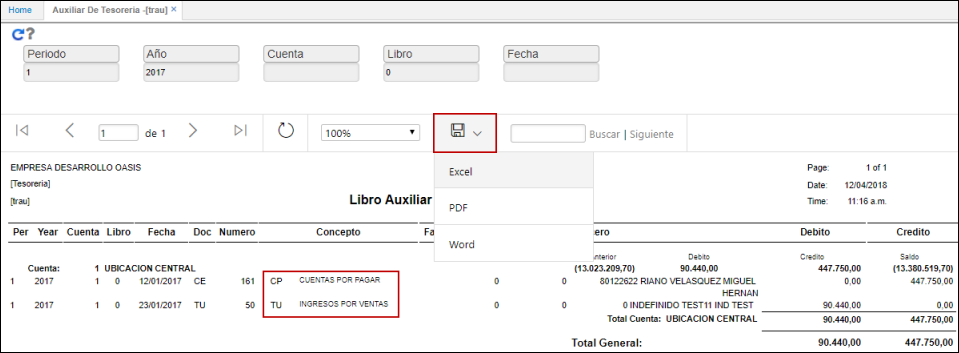 Home Auxiliar De Tesoreria -[trau] ×
?
Periodo Año Cuenta Libro Fecha
1 2017 0
1 de 1 100% Buscar | Siguiente
Excel
PDF
Word
EMPRESA DESARROLLO OASIS Page: 1 of 1
[Tesoreria] Date: 12/04/2018
[trau] Libro Auxiliar Time: 11:16 a.m.
Per Year Cuenta Libro Fecha Doc Numero Concepto Fa cero Debito Credito
anterior Debito Credito Saldo
Cuenta: 1 UBICACION CENTRAL (13.023.209,70) 90.440,00 447.750,00 (13.380.519,70)
1 2017 1 0 12/01/2017 CE 161 CP CUENTAS POR PAGAR 0 0 80122622 RIANO VELASQUEZ MIGUEL 0,00 447.750,00
HERNAN
1 2017 1 0 23/01/2017 TU 50 TU INGRESOS POR VENTAS 0 0 0 INDEFINIDO TEST11 IND TEST 90.440,00 0,00
Total Cuenta: UBICACION CENTRAL 90.440,00 447.750,00
Total General: 90.440,00 447.750,00